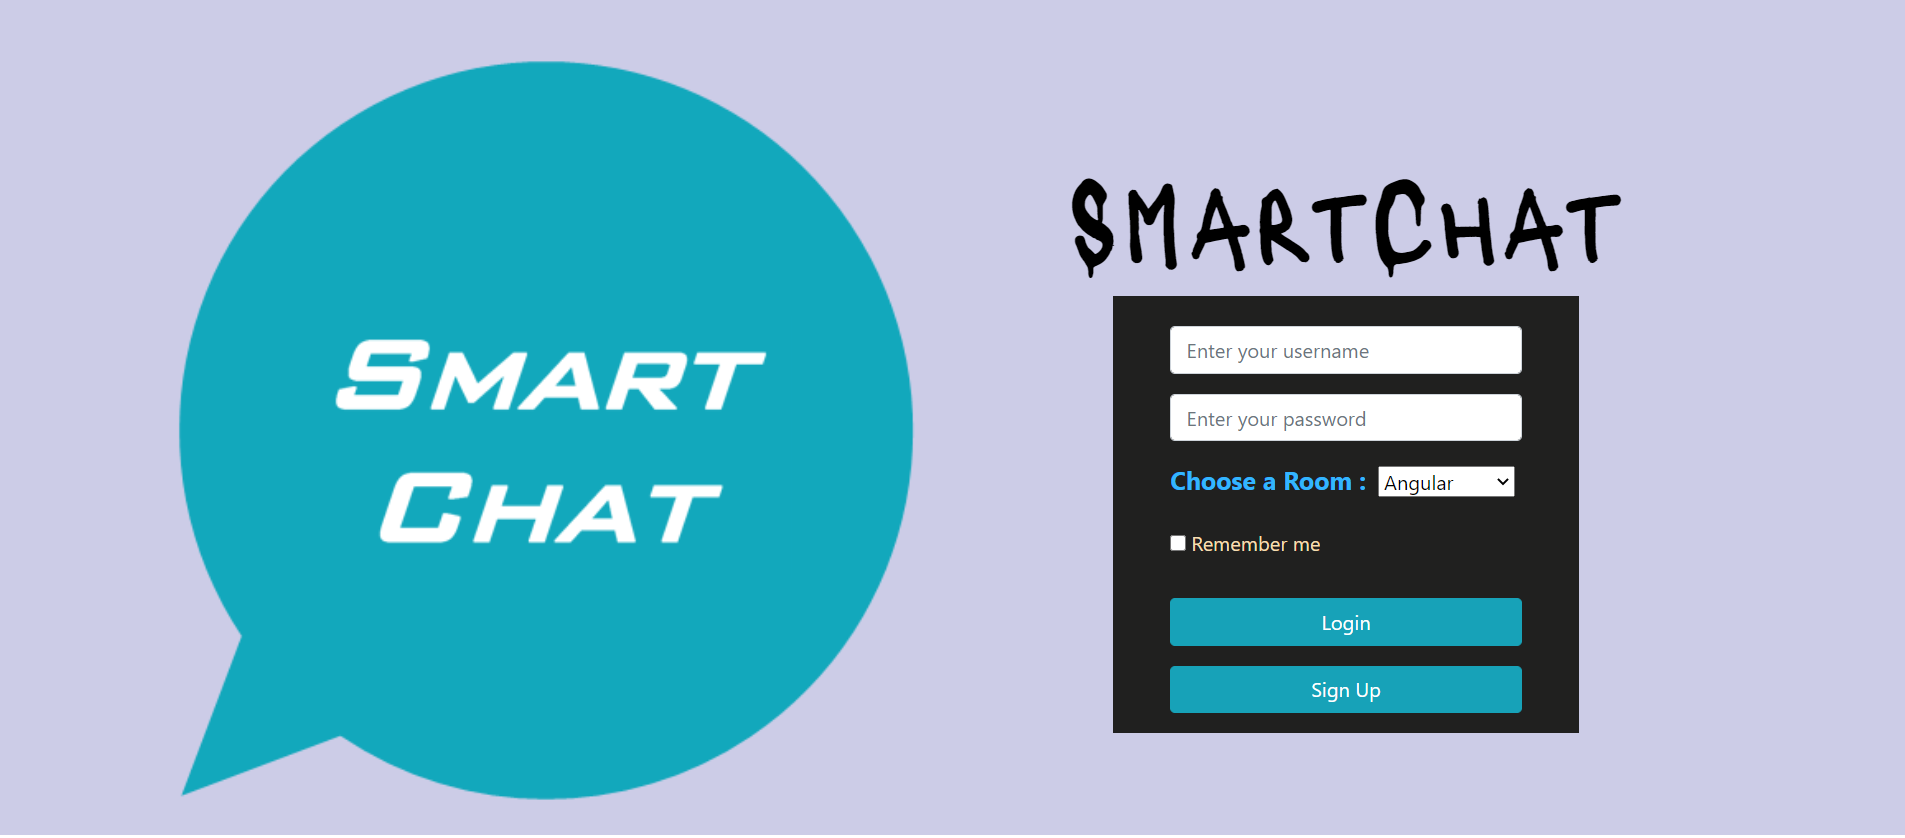 Smart
Chat
SmartChat
Enter your username
Enter your password
Choose a Room : Angular
Remember me
Login
Sign Up